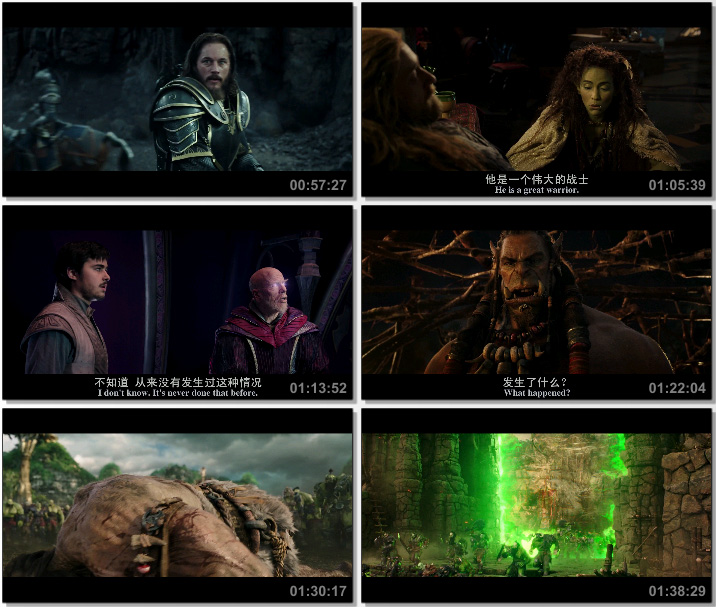 00:57:27
他是一个伟大的战士
He is a great warrior.
01:05:39
不知道 从来没有发生过这种情况
I don't know. It's never done that before.
01:13:52
发生了什么?
What happened?
01:22:04
01:30:17
01:38:29